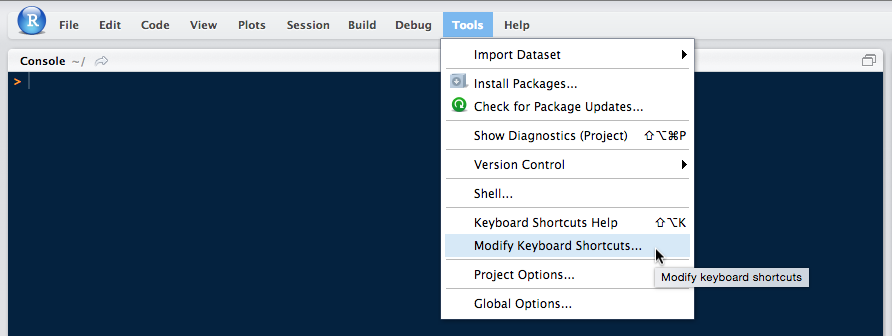 R File Edit Code View Plots Session Build Debug Tools Help
Console ~/
>
Import Dataset
Install Packages...
Check for Package Updates...
Show Diagnostics (Project) ⇧⌥⌘P
Version Control
Shell...
Keyboard Shortcuts Help ⇧⌥K
Modify Keyboard Shortcuts...
Modify keyboard shortcuts
Project Options...
Global Options...